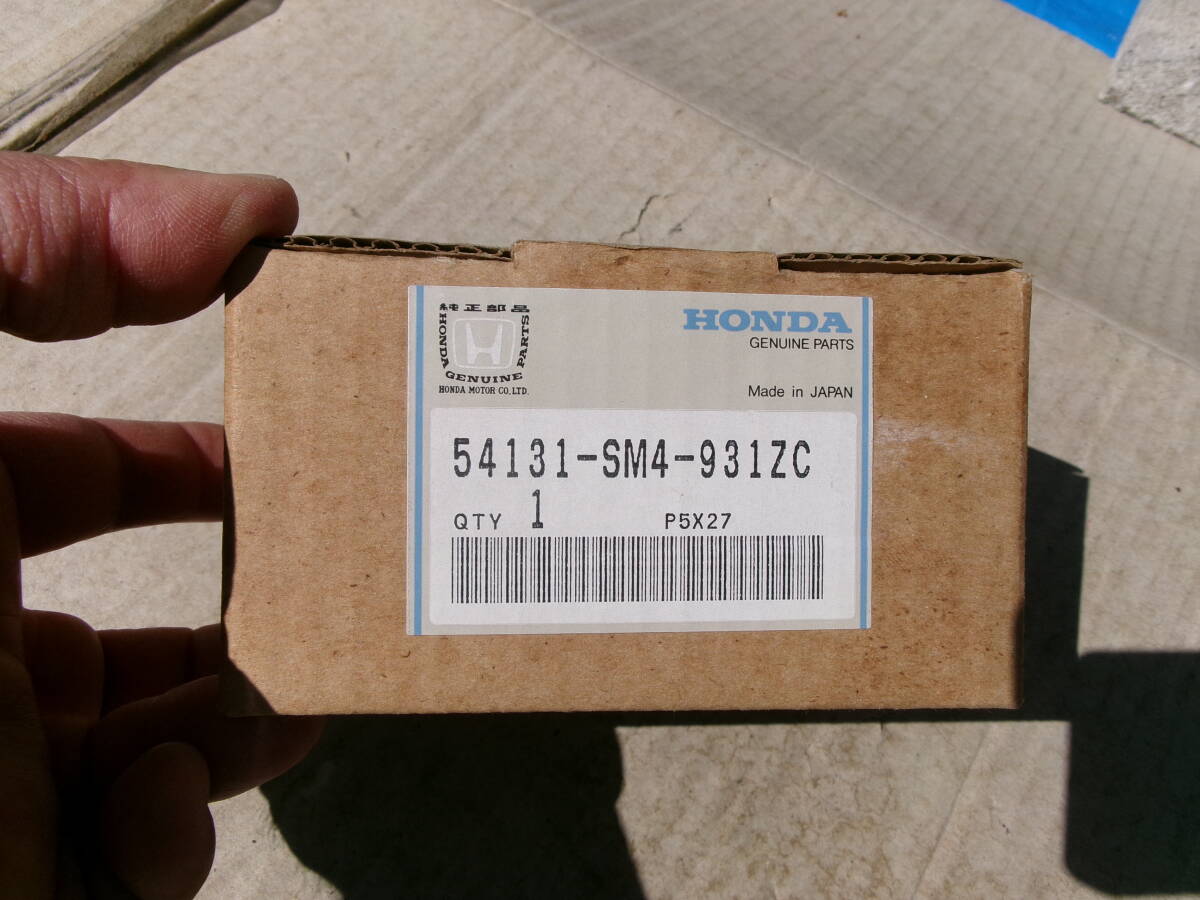 純正部品
HONDA GENUINE PARTS
HONDA MOTOR CO., LTD.
HONDA
GENUINE PARTS
Made in JAPAN
54131-SM4-931ZC
QTY 1 P5X27